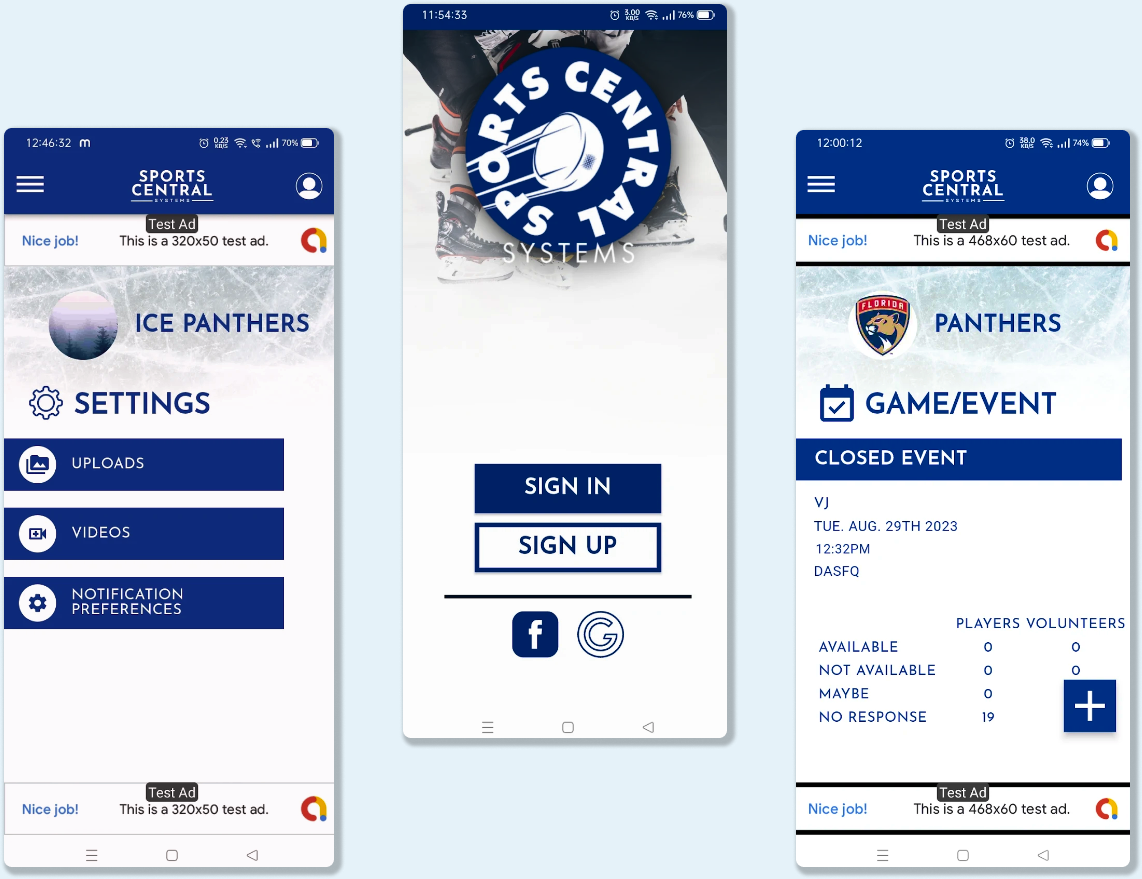 12:46:32 m 0.23 KB/S 70%
SPORTS
CENTRAL
SYSTEMS
Test Ad
Nice job! This is a 320x50 test ad.
ICE PANTHERS
SETTINGS
UPLOADS
VIDEOS
NOTIFICATION
PREFERENCES
Test Ad
Nice job! This is a 320x50 test ad.
11:54:33 3.00 KB/S 76%
SPORTS CENTRAL
SYSTEMS
SIGN IN
SIGN UP
f G
12:00:12 38.0 KB/S 74%
SPORTS
CENTRAL
SYSTEMS
Test Ad
Nice job! This is a 468x60 test ad.
FLORIDA
PANTHERS
GAME/EVENT
CLOSED EVENT
VJ
TUE. AUG. 29TH 2023
12:32PM
DASFQ
PLAYERS VOLUNTEERS
AVAILABLE 0 0
NOT AVAILABLE 0 0
MAYBE 0
NO RESPONSE 19
Test Ad
Nice job! This is a 468x60 test ad.